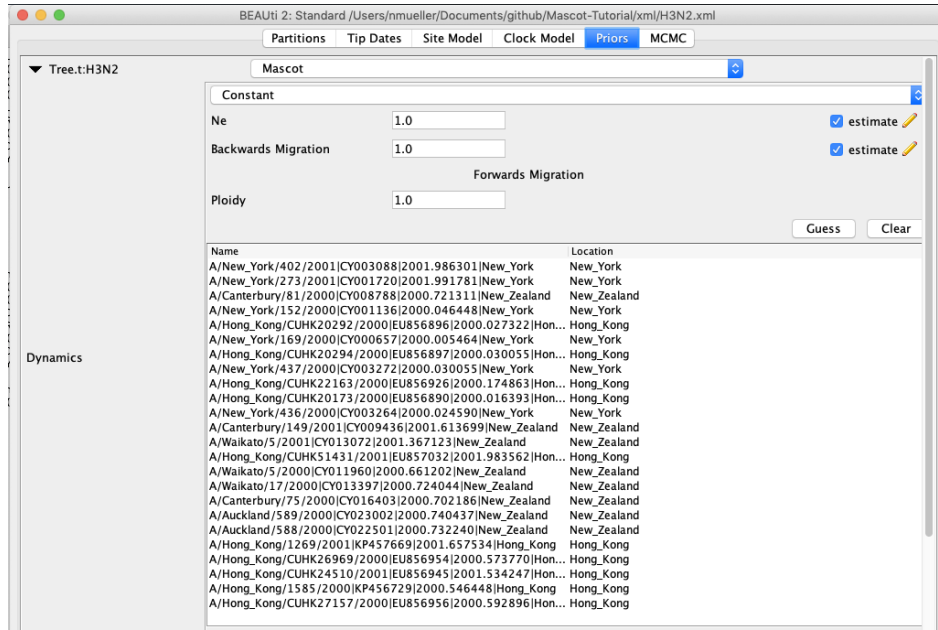 BEAUti 2: Standard /Users/nmueller/Documents/github/Mascot-Tutorial/xml/H3N2.xml
Partitions Tip Dates Site Model Clock Model Priors MCMC
Tree.t:H3N2 Mascot
Constant
Ne 1.0 estimate
Backwards Migration 1.0 estimate
Forwards Migration
Ploidy 1.0
Guess Clear
Name Location
A/New_York/402/2001|CY003088|2001.986301|New_York New_York
A/New_York/273/2001|CY001720|2001.991781|New_York New_York
A/Canterbury/81/2000|CY008788|2000.721311|New_Zealand New_Zealand
A/New_York/152/2000|CY001136|2000.046448|New_York New_York
A/Hong_Kong/CUHK20292/2000|EU856896|2000.027322|Hon... Hong_Kong
A/New_York/169/2000|CY000657|2000.005464|New_York New_York
Dynamics A/Hong_Kong/CUHK20294/2000|EU856897|2000.030055|Hon... Hong_Kong
A/New_York/437/2000|CY003272|2000.030055|New_York New_York
A/Hong_Kong/CUHK22163/2000|EU856926|2000.174863|Hon... Hong_Kong
A/Hong_Kong/CUHK20173/2000|EU856890|2000.016393|Hon... Hong_Kong
A/New_York/436/2000|CY003264|2000.024590|New_York New_York
A/Canterbury/149/2001|CY009436|2001.613699|New_Zealand New_Zealand
A/Waikato/5/2001|CY013072|2001.367123|New_Zealand New_Zealand
A/Hong_Kong/CUHK51431/2001|EU857032|2001.983562|Hon... Hong_Kong
A/Waikato/5/2000|CY011960|2000.661202|New_Zealand New_Zealand
A/Waikato/17/2000|CY013397|2000.724044|New_Zealand New_Zealand
A/Canterbury/75/2000|CY016403|2000.702186|New_Zealand New_Zealand
A/Auckland/589/2000|CY023002|2000.740437|New_Zealand New_Zealand
A/Auckland/588/2000|CY022501|2000.732240|New_Zealand New_Zealand
A/Hong_Kong/1269/2001|KP457669|2001.657534|Hong_Kong Hong_Kong
A/Hong_Kong/CUHK26969/2000|EU856954|2000.573770|Hon... Hong_Kong
A/Hong_Kong/CUHK24510/2001|EU856945|2001.534247|Hon... Hong_Kong
A/Hong_Kong/1585/2000|KP456729|2000.546448|Hong_Kong Hong_Kong
A/Hong_Kong/CUHK27157/2000|EU856956|2000.592896|Hon... Hong_Kong